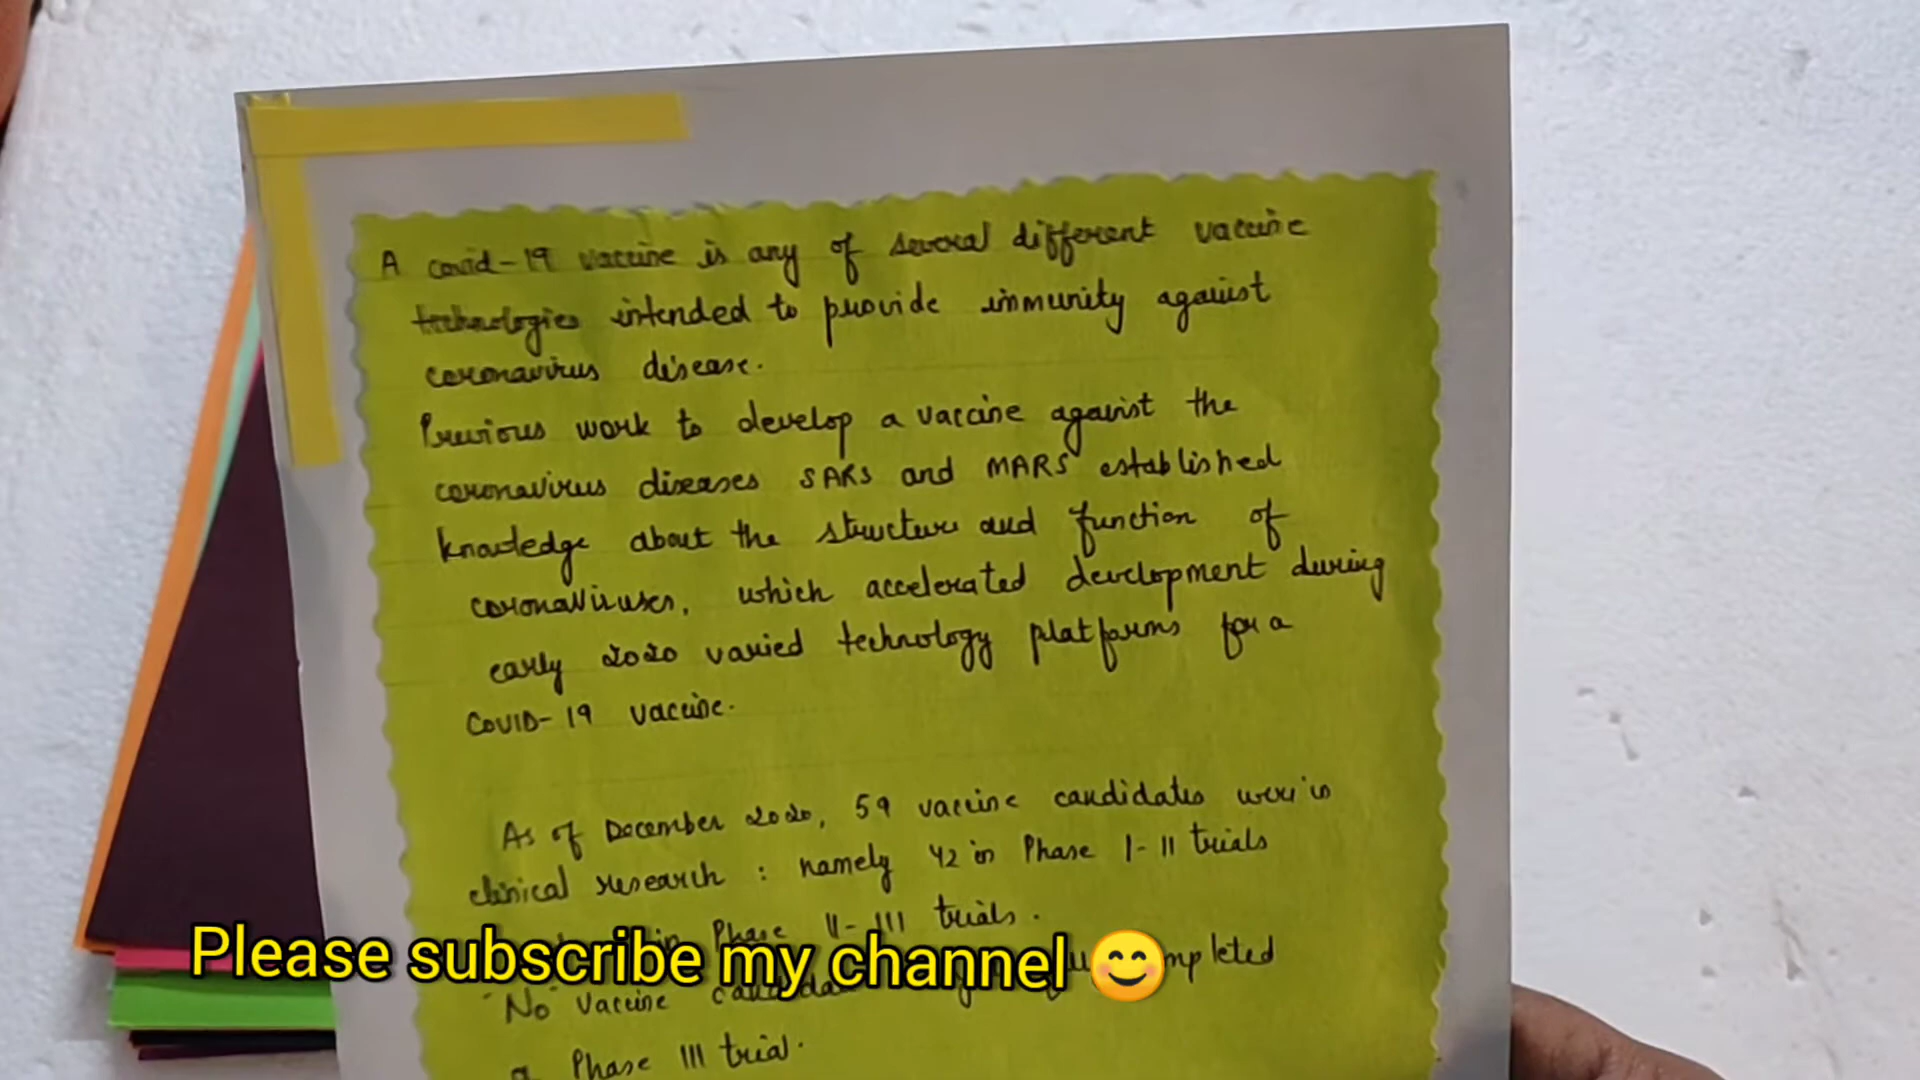 A covid-19 vaccine is any of several different vaccine
technologies intended to provide immunity against
coronavirus disease.
Previous work to develop a vaccine against the
coronavirus diseases SARS and MARS established
knowledge about the structure and function of
coronaviruses, which accelerated development during
early 2020 varied technology platforms for a
COVID-19 vaccine.
As of December 2020, 59 vaccine candidates were in
clinical research : namely 42 in Phase I-II trials
in Phase II-III trials.
Please subscribe my channel 😊
No vaccine
a Phase III trial.